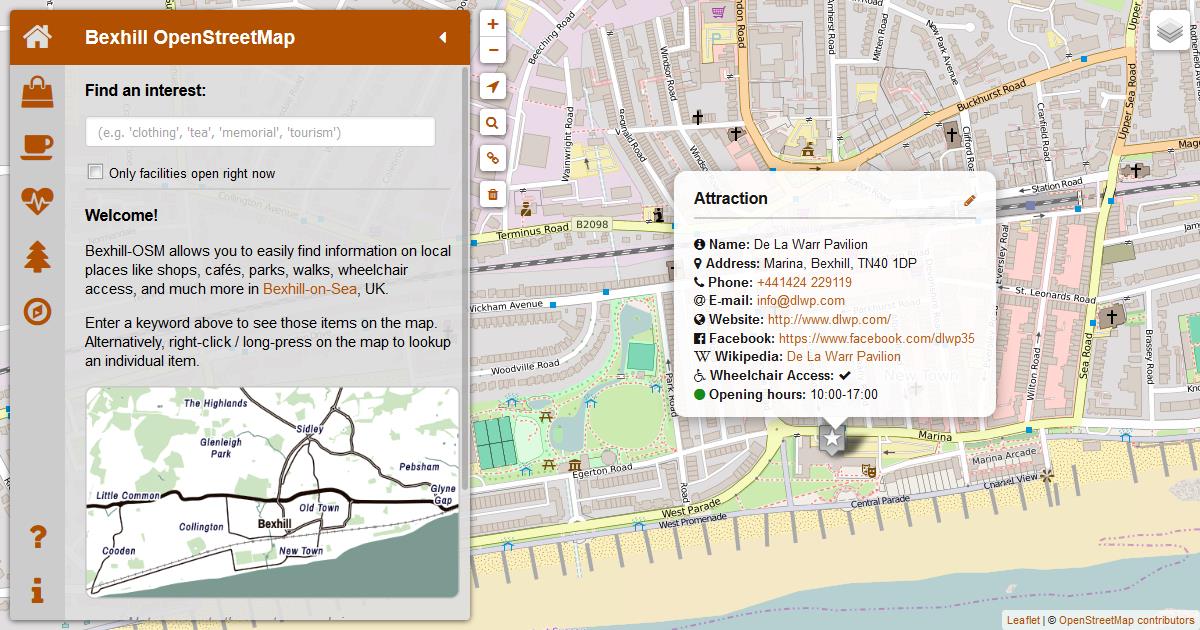 Bexhill OpenStreetMap
Find an interest:
(e.g. 'clothing', 'tea', 'memorial', 'tourism')
Only facilities open right now
Welcome!
Bexhill-OSM allows you to easily find information on local
places like shops, cafés, parks, walks, wheelchair
access, and much more in Bexhill-on-Sea, UK.
Enter a keyword above to see those items on the map.
Alternatively, right-click / long-press on the map to lookup
an individual item.
The Highlands
Sidley
Glenleigh
Park
Pebsham
Glyne
Gap
Little Common
Old Town
Collington
Bexhill
Cooden
New Town
+
−
Beeching Road
Windsor Road
Reginald Road
Wainwright Road
Amherst Road
Mitten Road
New Park Avenue
Buckhurst Road
Cranfield Road
Clifford Road
Upper Sea Road
Station Road
Terminus Road
B2098
Wickham Avenue
Woodville Road
Park Road
Egerton Road
West Parade
West Promenade
Central Parade
Marina
Marina Arcade
Channel View
St. Leonards Road
Eversley Road
Wilton Road
Sea Road
Brassey Road
Collington Avenue
Attraction
Name: De La Warr Pavilion
Address: Marina, Bexhill, TN40 1DP
Phone: +441424 229119
@ E-mail: info@dlwp.com
Website: http://www.dlwp.com/
Facebook: https://www.facebook.com/dlwp35
Wikipedia: De La Warr Pavilion
Wheelchair Access: ✔
Opening hours: 10:00-17:00
Leaflet | © OpenStreetMap contributors